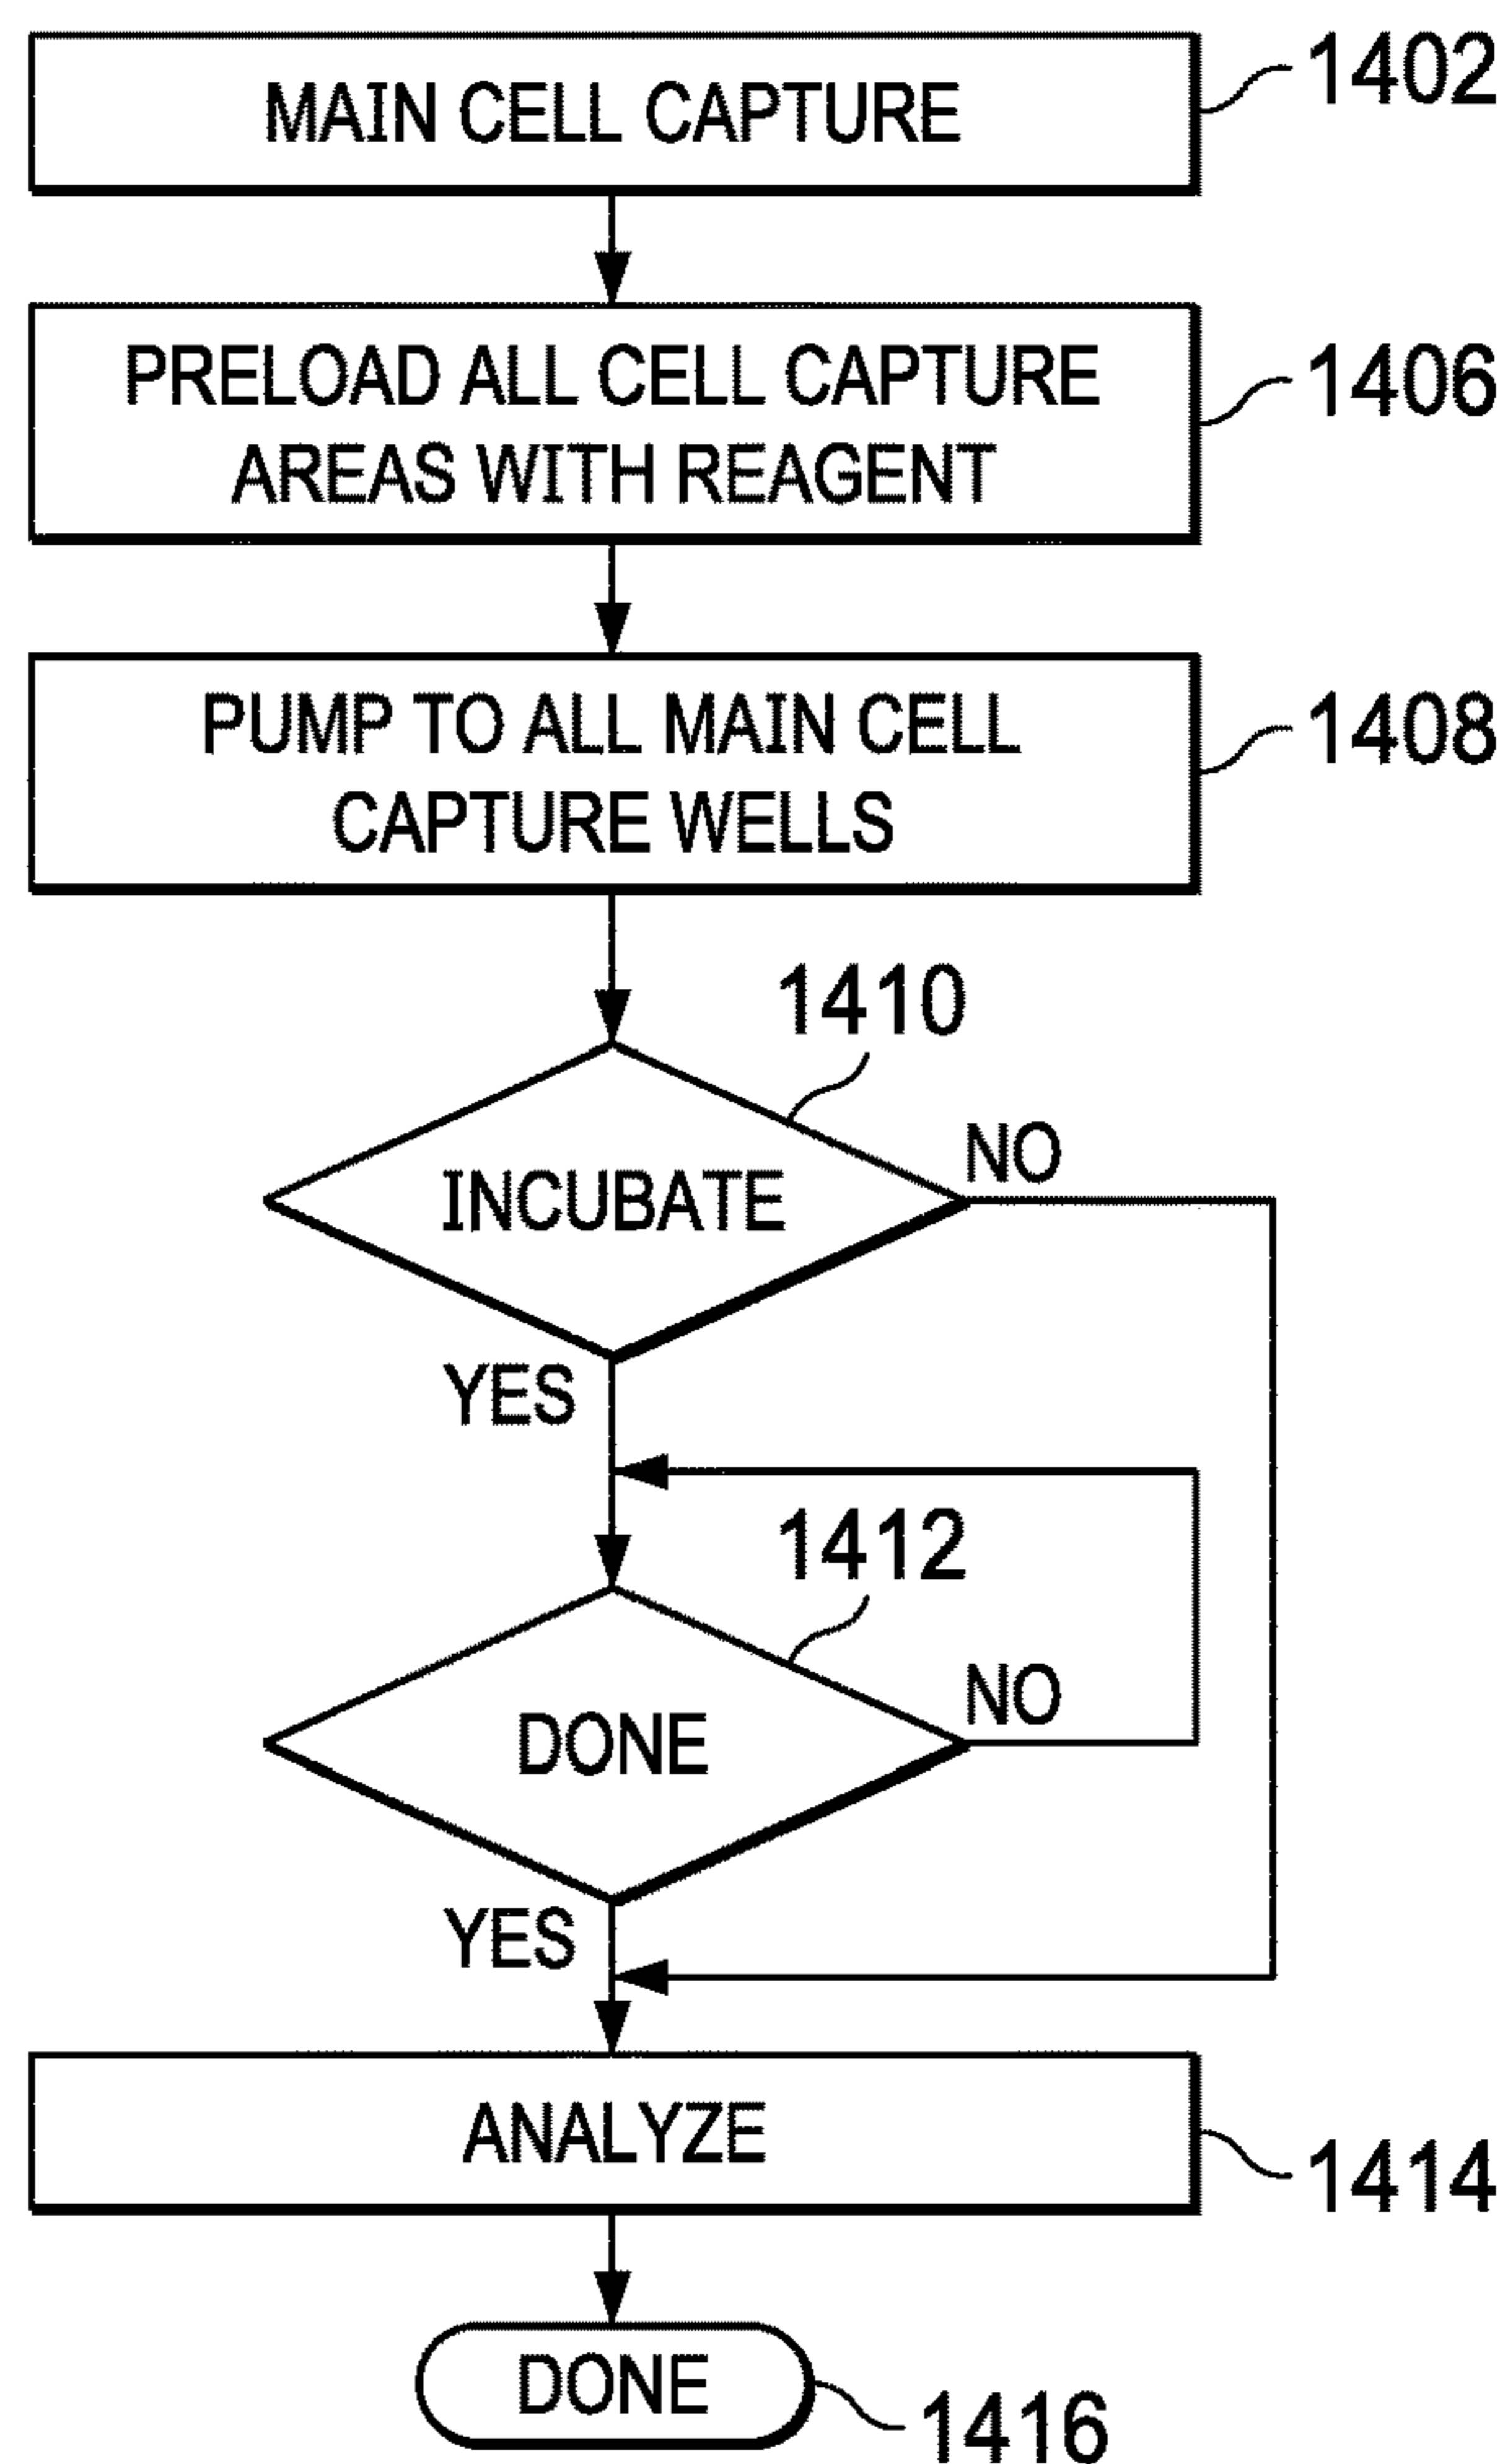 MAIN CELL CAPTURE
1402
PRELOAD ALL CELL CAPTURE
AREAS WITH REAGENT
1406
PUMP TO ALL MAIN CELL
CAPTURE WELLS
1408
1410
INCUBATE
NO
YES
1412
DONE
NO
YES
ANALYZE
1414
DONE
1416